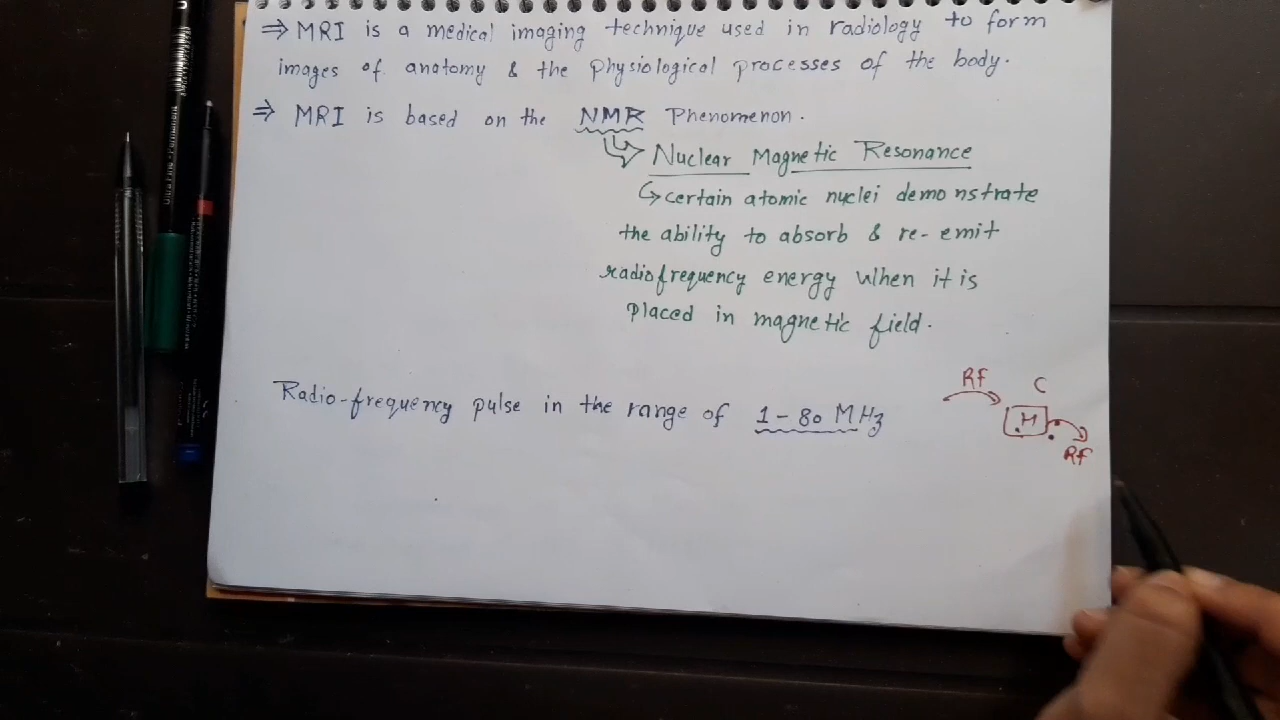 ⇒ MRI is a medical imaging technique used in radiology to form
images of anatomy & the physiological processes of the body.
⇒ MRI is based on the NMR Phenomenon.
Nuclear Magnetic Resonance
↳ certain atomic nuclei demonstrate
the ability to absorb & re-emit
radiofrequency energy when it is
placed in magnetic field.
Radio-frequency pulse in the range of 1-80 MHz
Rf C
H
Rf